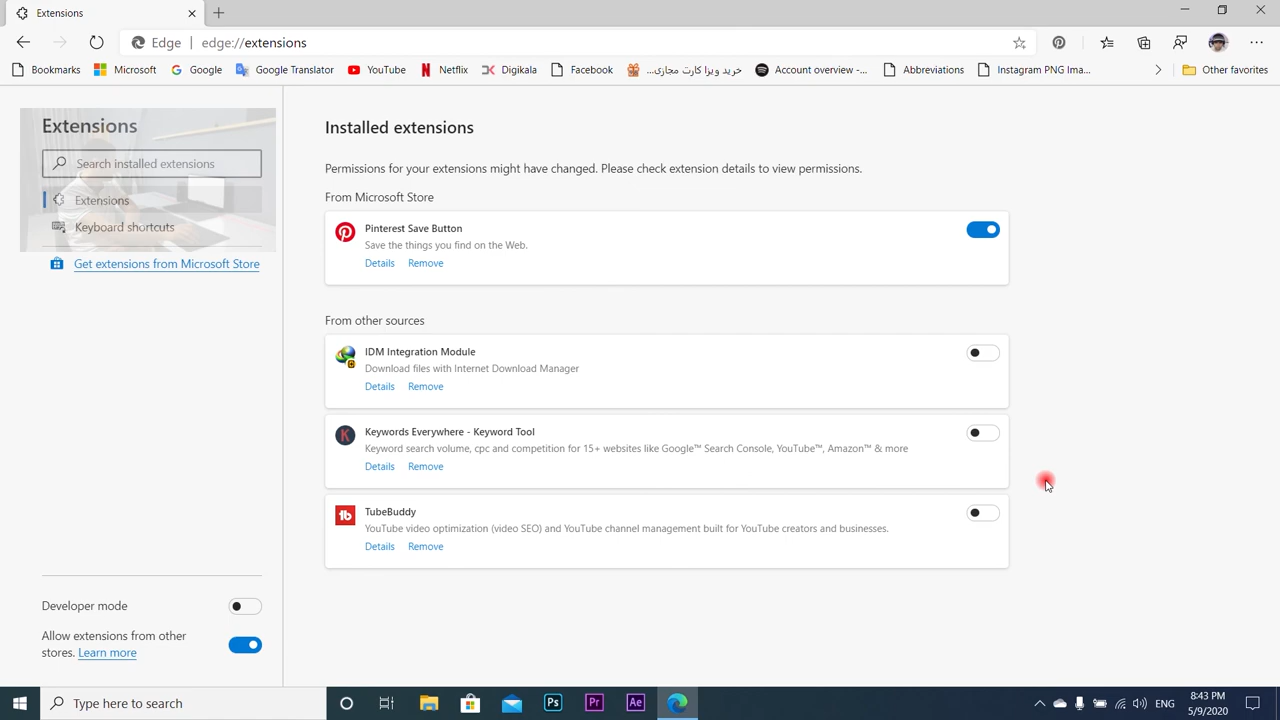 Extensions
Edge edge://extensions
Bookmarks Microsoft Google Google Translator YouTube Netflix Digikala Facebook خرید ویزا کارت مجازی... Account overview -... Abbreviations Instagram PNG Ima... Other favorites
Extensions
Search installed extensions
Extensions
Keyboard shortcuts
Get extensions from Microsoft Store
Developer mode
Allow extensions from other
stores. Learn more
Installed extensions
Permissions for your extensions might have changed. Please check extension details to view permissions.
From Microsoft Store
Pinterest Save Button
Save the things you find on the Web.
Details Remove
From other sources
IDM Integration Module
Download files with Internet Download Manager
Details Remove
K
Keywords Everywhere - Keyword Tool
Keyword search volume, cpc and competition for 15+ websites like Google™ Search Console, YouTube™, Amazon™ & more
Details Remove
tb
TubeBuddy
YouTube video optimization (video SEO) and YouTube channel management built for YouTube creators and businesses.
Details Remove
Type here to search
Ps Pr Ae
ENG
8:43 PM
5/9/2020